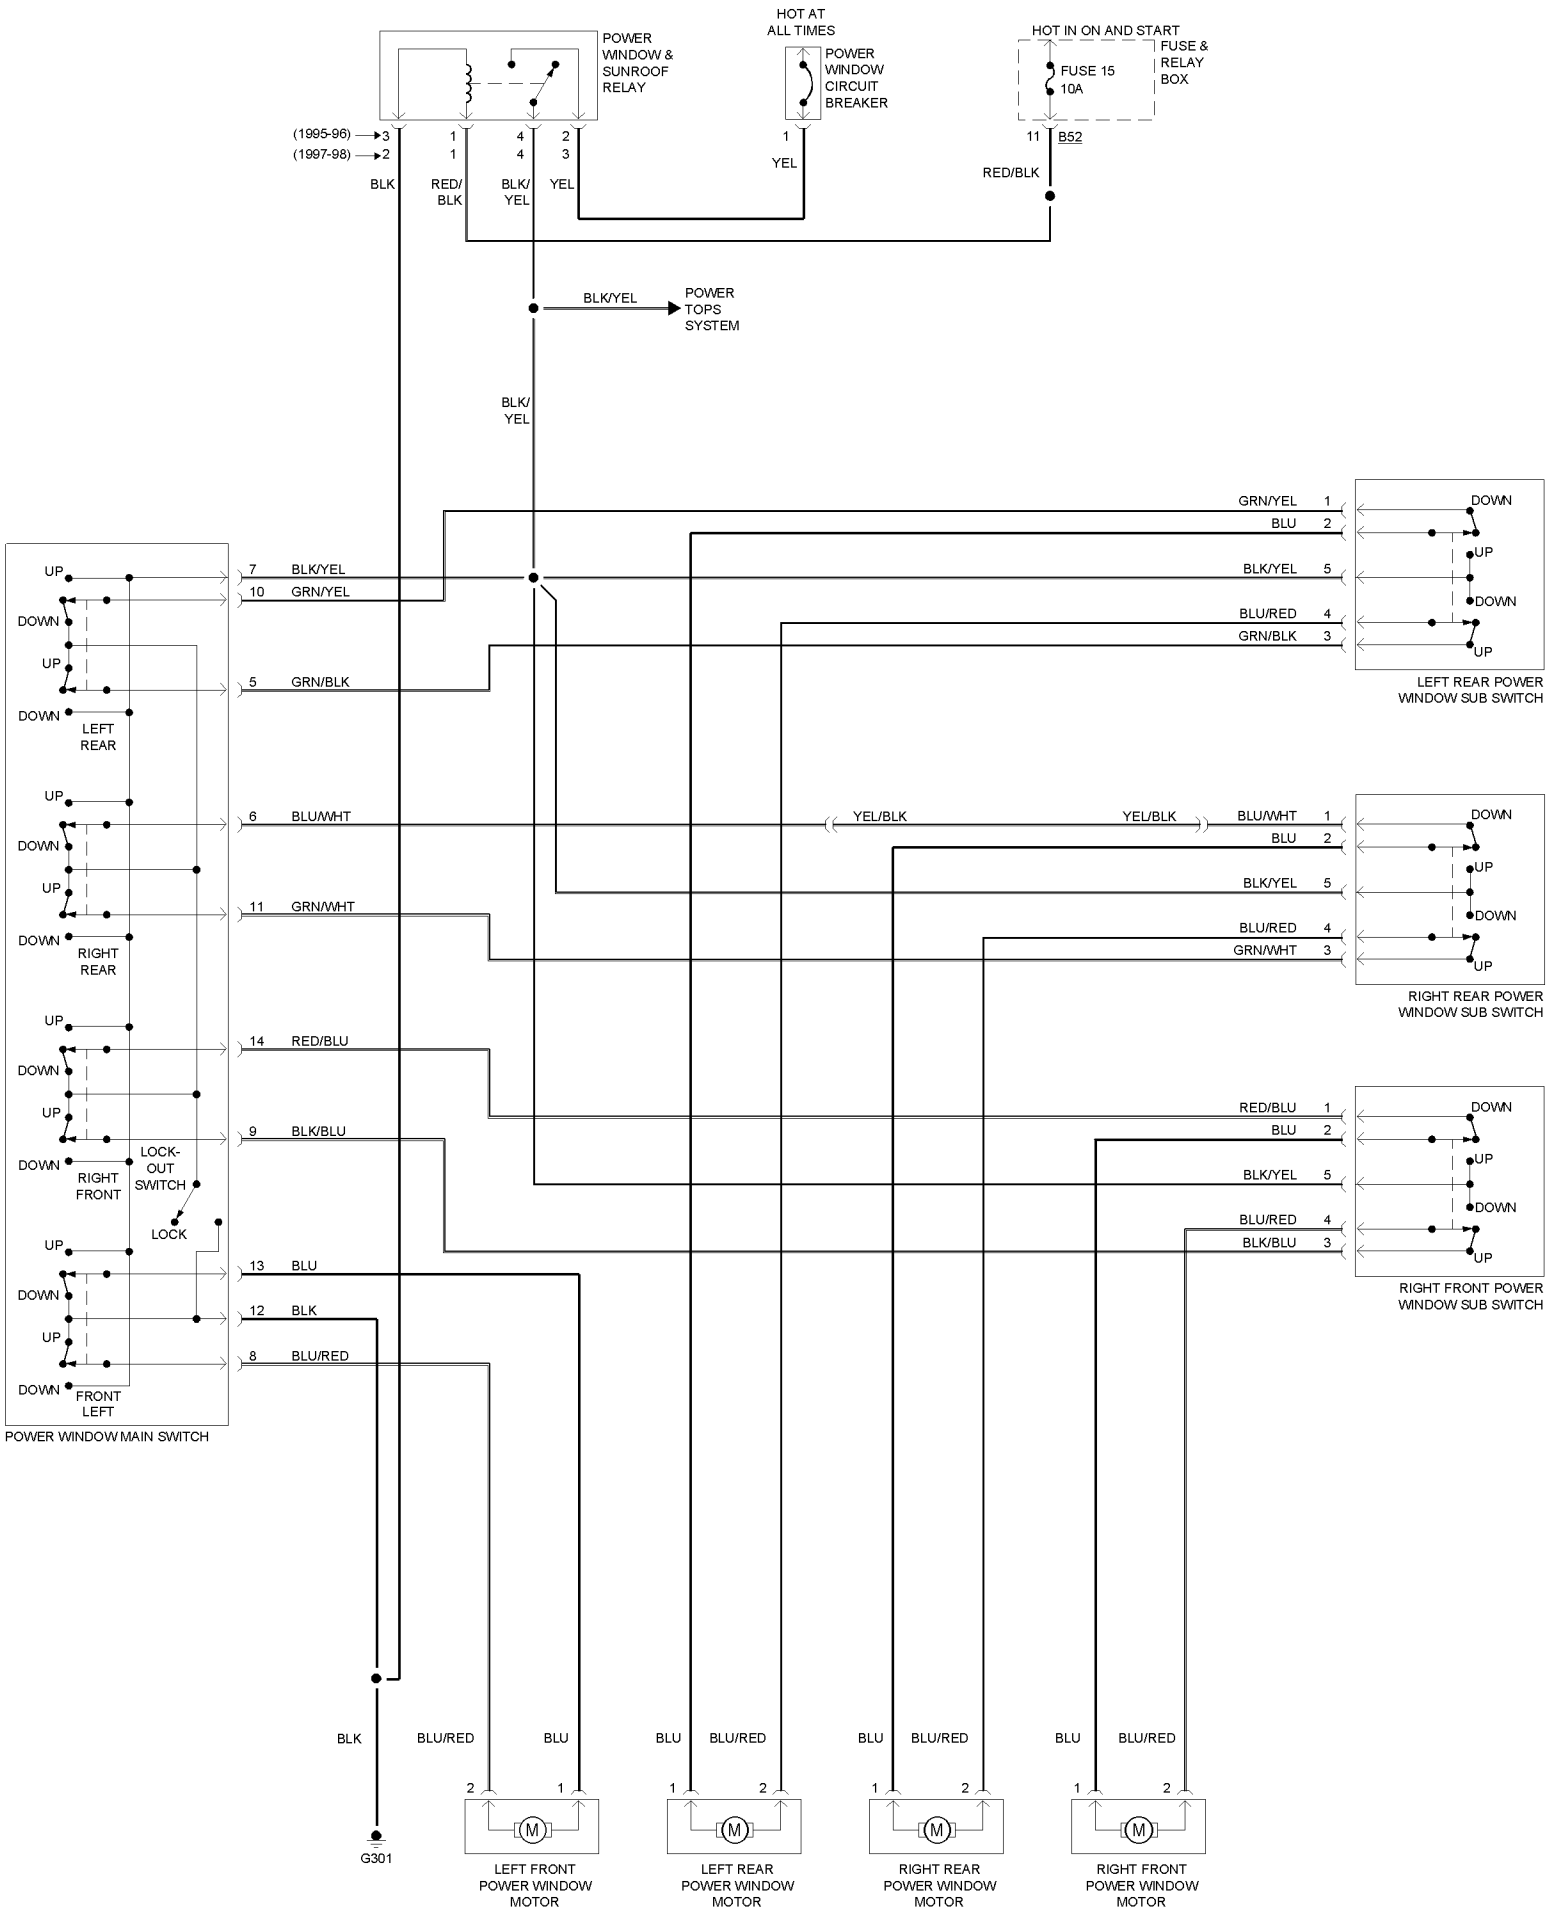 HOT AT
ALL TIMES
HOT IN ON AND START
POWER
WINDOW &
SUNROOF
RELAY
POWER
WINDOW
CIRCUIT
BREAKER
FUSE 15
10A
FUSE &
RELAY
BOX
(1995-96) 3 1 4 2
(1997-98) 2 1 4 3
1
11 B52
BLK
RED/
BLK
BLK/
YEL
YEL
YEL
RED/BLK
BLK/YEL
POWER
TOPS
SYSTEM
BLK/
YEL
UP
DOWN
UP
DOWN
LEFT
REAR
7 BLK/YEL
10 GRN/YEL
5 GRN/BLK
GRN/YEL 1
BLU 2
BLK/YEL 5
BLU/RED 4
GRN/BLK 3
DOWN
UP
DOWN
UP
LEFT REAR POWER
WINDOW SUB SWITCH
UP
DOWN
UP
DOWN
RIGHT
REAR
6 BLU/WHT
11 GRN/WHT
YEL/BLK YEL/BLK
BLU/WHT 1
BLU 2
BLK/YEL 5
BLU/RED 4
GRN/WHT 3
DOWN
UP
DOWN
UP
RIGHT REAR POWER
WINDOW SUB SWITCH
UP
DOWN
UP
DOWN
RIGHT
FRONT
LOCK-
OUT
SWITCH
LOCK
14 RED/BLU
9 BLK/BLU
RED/BLU 1
BLU 2
BLK/YEL 5
BLU/RED 4
BLK/BLU 3
DOWN
UP
DOWN
UP
RIGHT FRONT POWER
WINDOW SUB SWITCH
UP
DOWN
UP
DOWN
FRONT
LEFT
13 BLU
12 BLK
8 BLU/RED
POWER WINDOW MAIN SWITCH
BLK
BLU/RED
BLU
BLU
BLU/RED
BLU
BLU/RED
BLU
BLU/RED
2 1
1 2
1 2
1 2
M
M
M
M
G301
LEFT FRONT
POWER WINDOW
MOTOR
LEFT REAR
POWER WINDOW
MOTOR
RIGHT REAR
POWER WINDOW
MOTOR
RIGHT FRONT
POWER WINDOW
MOTOR